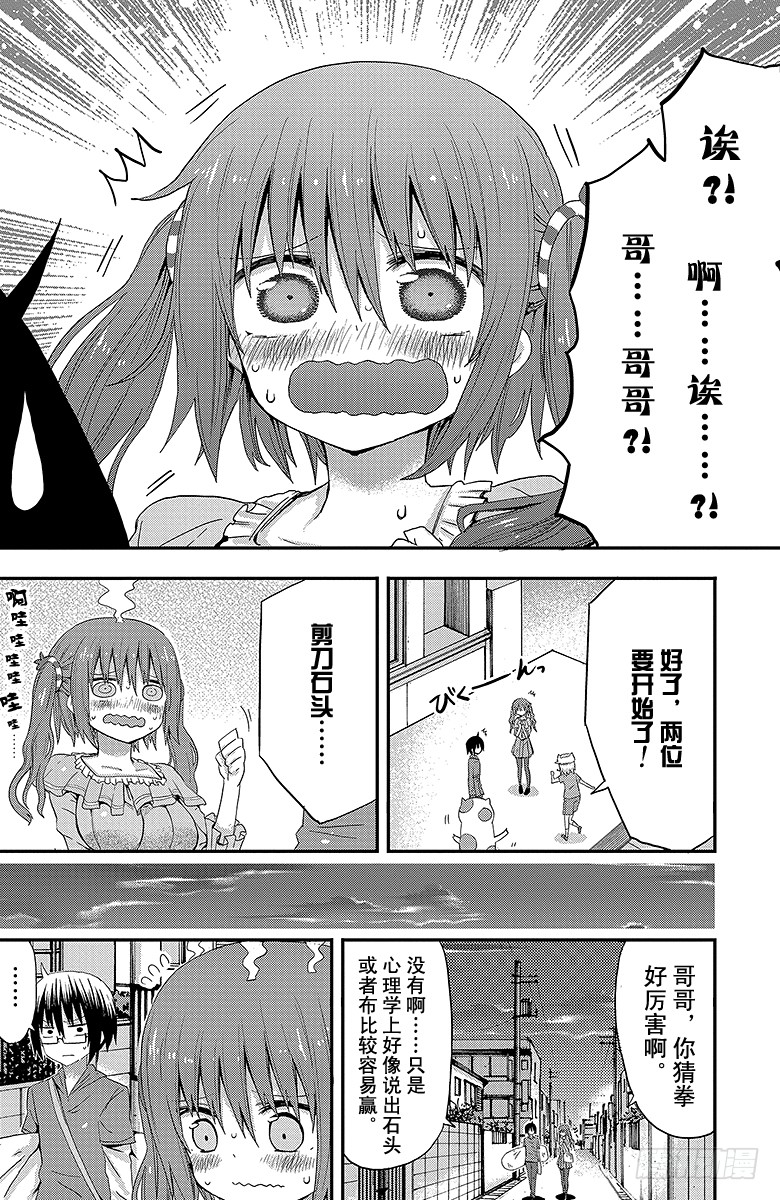 诶?!
啊……诶……?!
哥……哥哥?!
好了，两位
要开始了！
びくーーんっ
剪刀石头……
啊哇
哇
哇
哇
哇
哇
……
哥哥，你猜拳
好厉害啊。
没有啊……只是
心理学上好像说出石头
或者布比较容易赢。
……